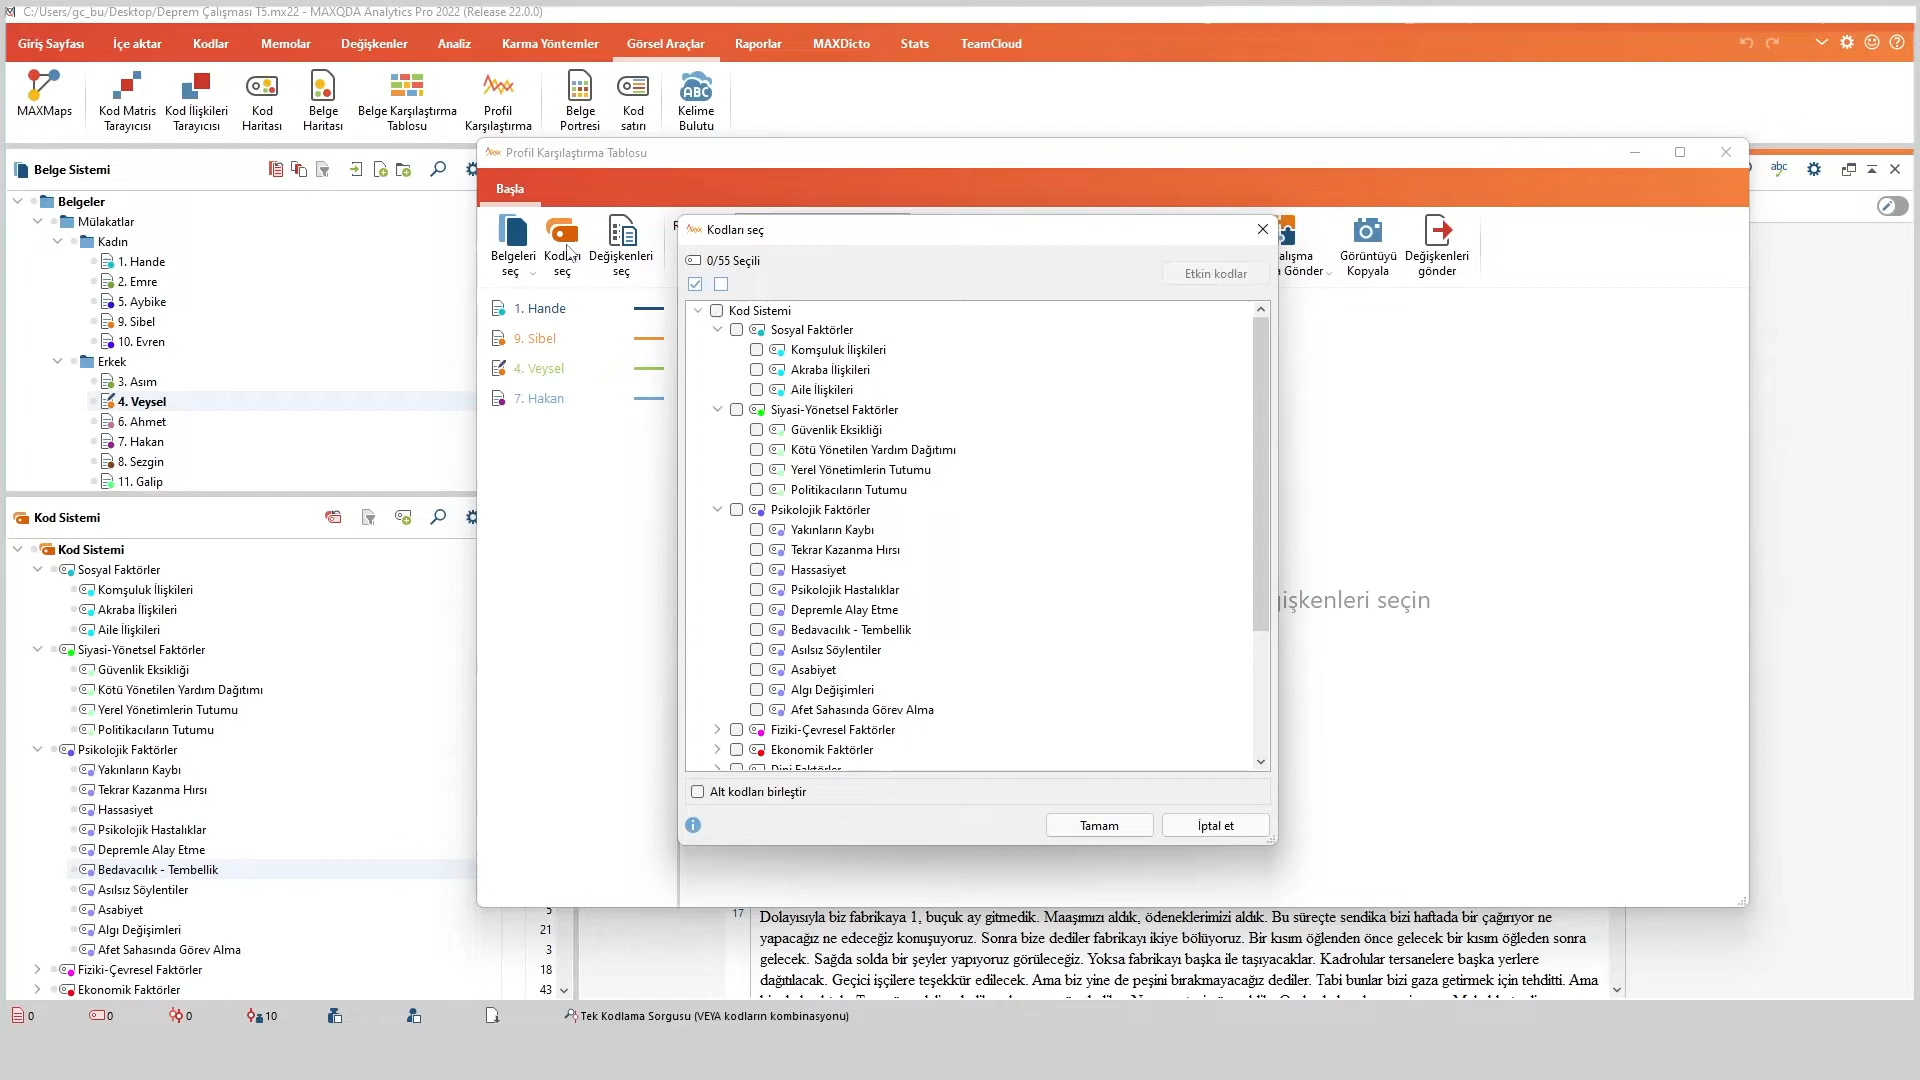 C:/Users/gc_bu/Desktop/Deprem Çalışması T5.mx22 - MAXQDA Analytics Pro 2022 (Release 22.0.0)
Giriş Sayfası İçe aktar Kodlar Memolar Değişkenler Analiz Karma Yöntemler Görsel Araçlar Raporlar MAXDicto Stats TeamCloud
MAXMaps
Kod Matris Tarayıcısı
Kod İlişkileri Tarayıcısı
Kod Haritası
Belge Haritası
Belge Karşılaştırma Tablosu
Profil Karşılaştırma
Belge Portresi
Kod satırı
ABC
Kelime Bulutu
Belge Sistemi
Belgeler
Mülakatlar
Kadın
1. Hande
2. Emre
5. Aybike
9. Sibel
10. Evren
Erkek
3. Asım
4. Veysel
6. Ahmet
7. Hakan
8. Sezgin
11. Galip
Kod Sistemi
Kod Sistemi
Sosyal Faktörler
Komşuluk İlişkileri
Akraba İlişkileri
Aile İlişkileri
Siyasi-Yönetsel Faktörler
Güvenlik Eksikliği
Kötü Yönetilen Yardım Dağıtımı
Yerel Yönetimlerin Tutumu
Politikacıların Tutumu
Psikolojik Faktörler
Yakınların Kaybı
Tekrar Kazanma Hırsı
Hassasiyet
Psikolojik Hastalıklar
Depremle Alay Etme
Bedavacılık - Tembellik
Asılsız Söylentiler
Asabiyet 5
Algı Değişimleri 21
Afet Sahasında Görev Alma 3
Fiziki-Çevresel Faktörler 18
Ekonomik Faktörler 43
Profil Karşılaştırma Tablosu
Başla
Belgeleri seç
Kodları seç
Değişkenleri seç
Görüntüyü Kopyala
Değişkenleri gönder
abc
1. Hande
9. Sibel
4. Veysel
7. Hakan
işkenleri seçin
Kodları seç
0/55 Seçili
Etkin kodlar
Kod Sistemi
Sosyal Faktörler
Komşuluk İlişkileri
Akraba İlişkileri
Aile İlişkileri
Siyasi-Yönetsel Faktörler
Güvenlik Eksikliği
Kötü Yönetilen Yardım Dağıtımı
Yerel Yönetimlerin Tutumu
Politikacıların Tutumu
Psikolojik Faktörler
Yakınların Kaybı
Tekrar Kazanma Hırsı
Hassasiyet
Psikolojik Hastalıklar
Depremle Alay Etme
Bedavacılık - Tembellik
Asılsız Söylentiler
Asabiyet
Algı Değişimleri
Afet Sahasında Görev Alma
Fiziki-Çevresel Faktörler
Ekonomik Faktörler
Dini Faktörler
Alt kodları birleştir
Tamam İptal et
17 Dolayısıyla biz fabrikaya 1, buçuk ay gitmedik. Maaşımızı aldık, ödeneklerimizi aldık. Bu süreçte sendika bizi haftada bir çağırıyor ne
yapacağız ne edeceğiz konuşuyoruz. Sonra bize dediler fabrikayı ikiye bölüyoruz. Bir kısım öğlenden önce gelecek bir kısım öğleden sonra
gelecek. Sağda solda bir şeyler yapıyoruz görüleceğiz. Yoksa fabrikayı başka ile taşıyacaklar. Kadrolular tersanelere başka yerlere
dağıtılacak. Geçici işçilere teşekkür edilecek. Ama biz yine de peşini bırakmayacağız dediler. Tabi bunlar bizi gaza getirmek için tehditti. Ama
0 0 0 10
Tek Kodlama Sorgusu (VEYA kodların kombinasyonu)